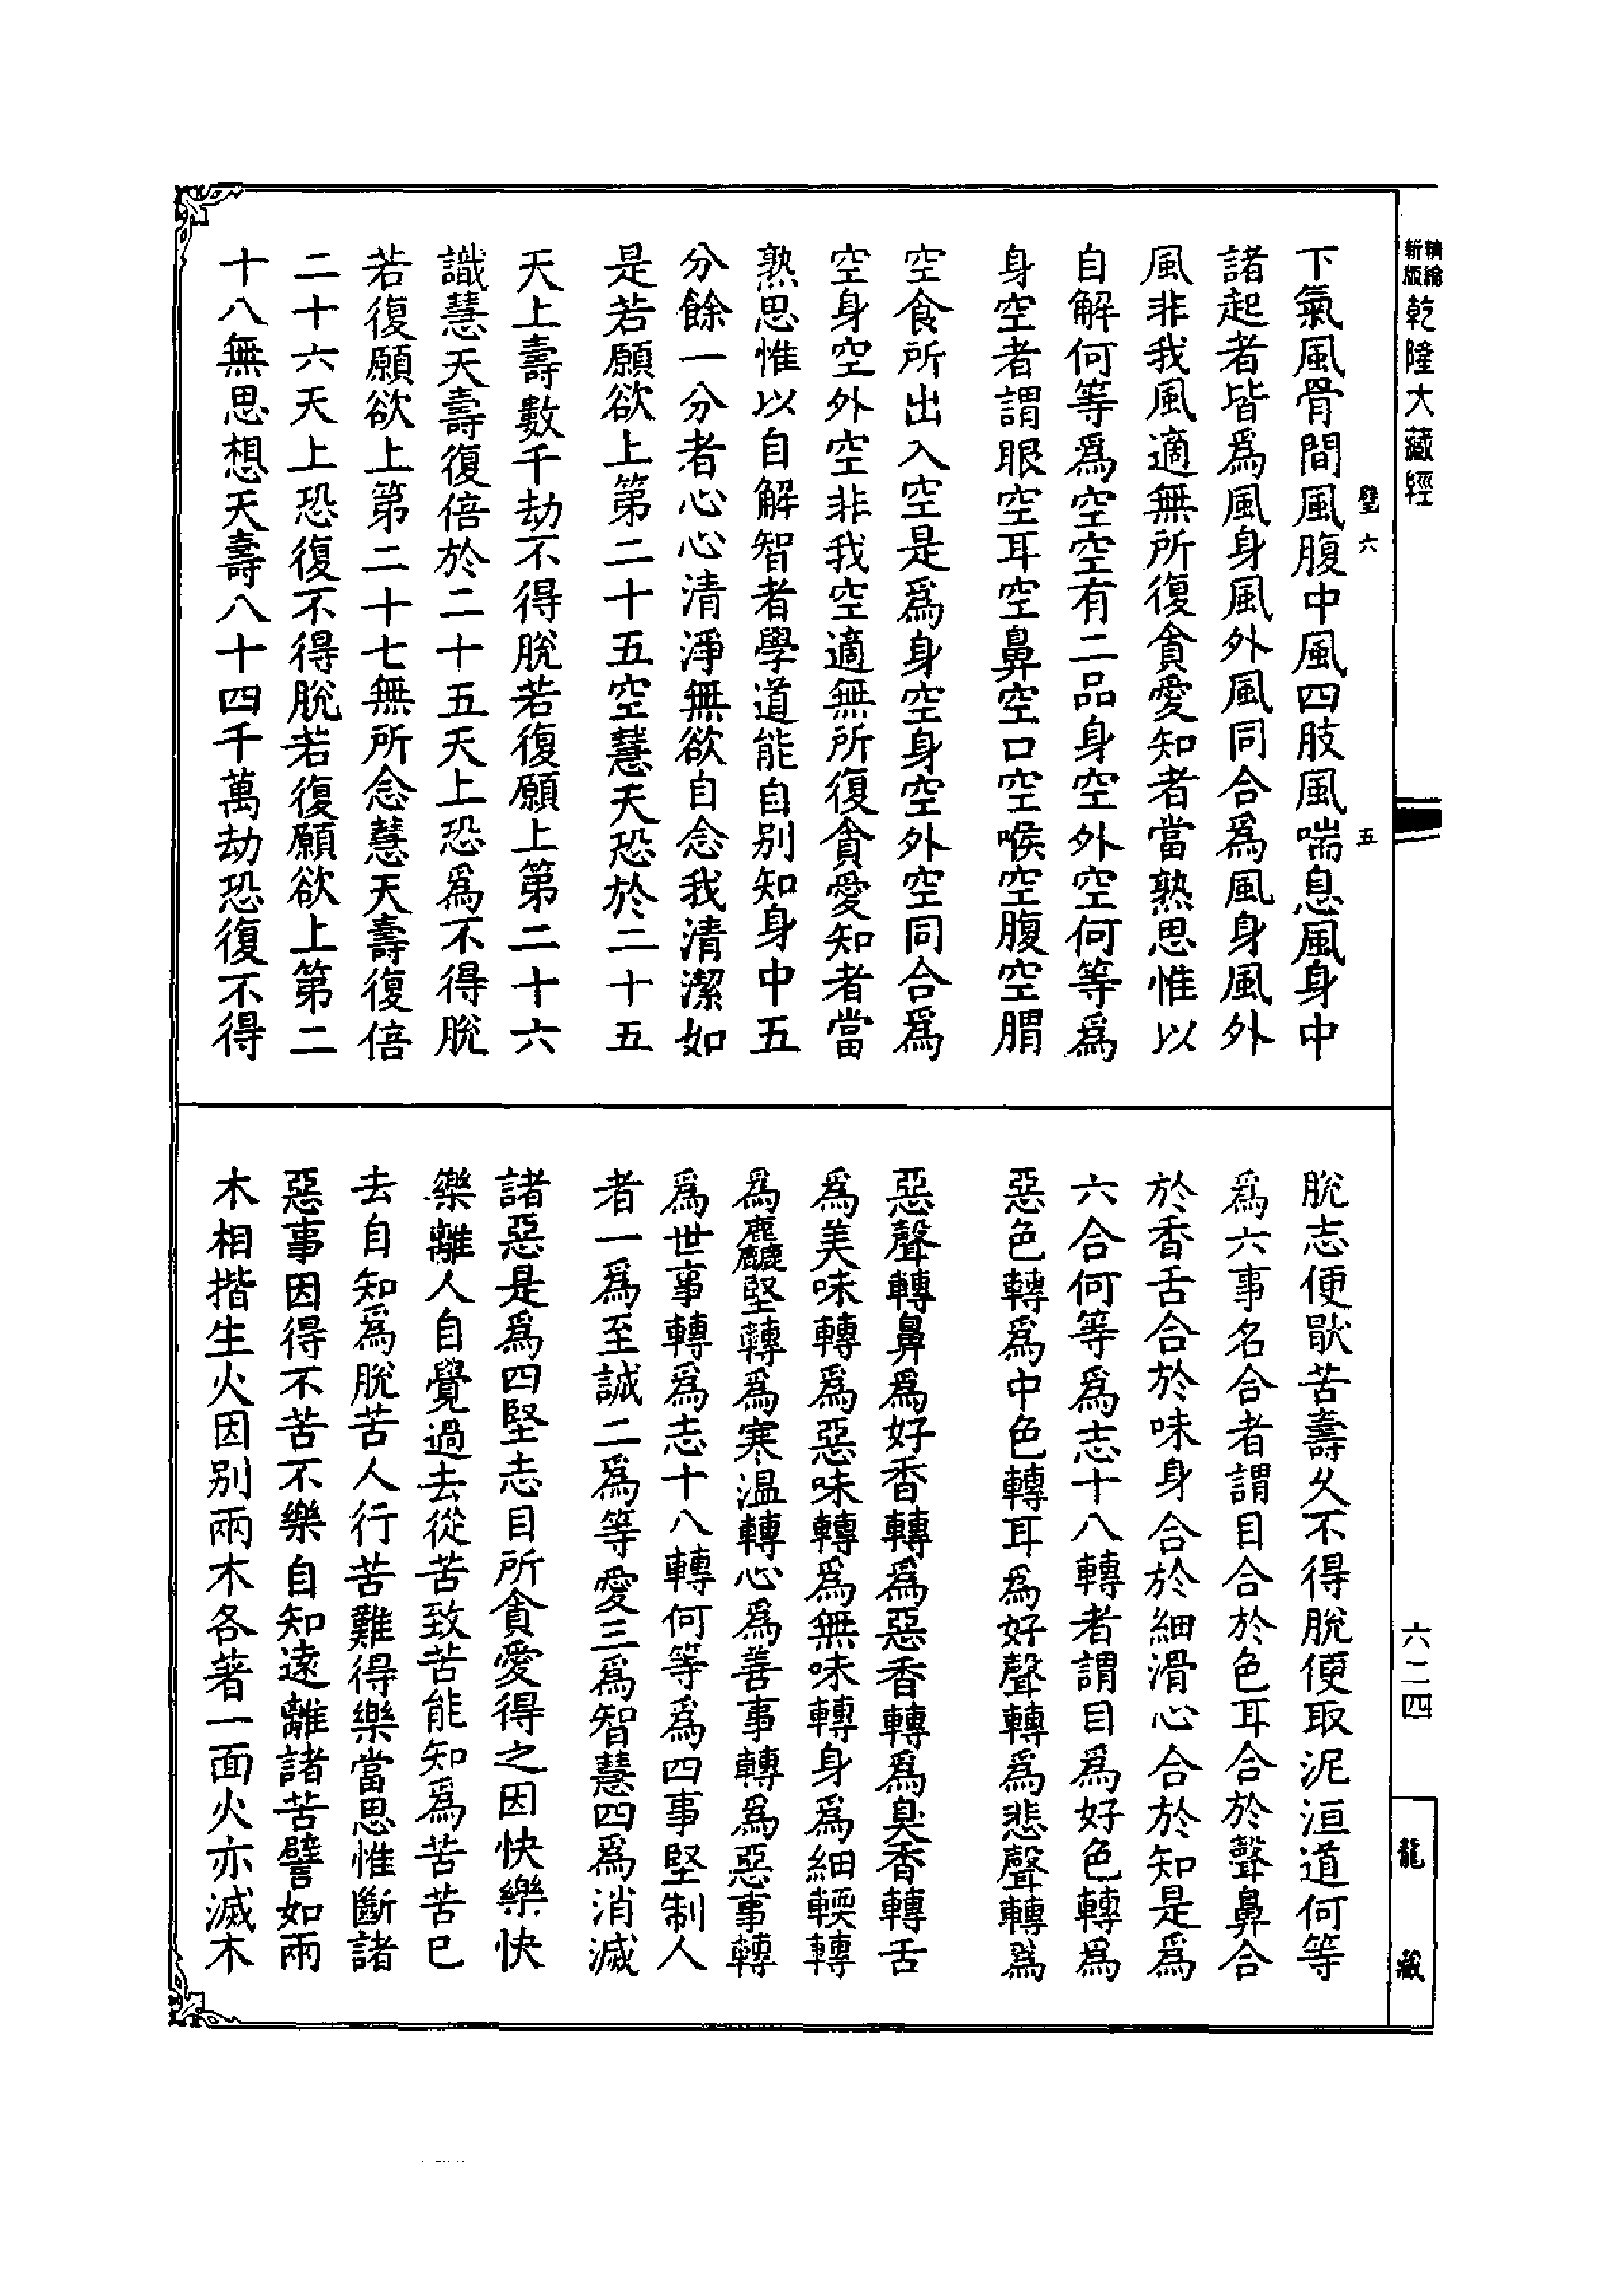 精繪
新版
乾隆大藏經
璧六
五
下氣風骨間風腹中風四肢風喘息風身中
諸起者皆爲風身風外風同合爲風身風外
風非我風適無所復貪愛知者當熟思惟以
自解何等爲空空有二品身空外空何等爲
身空者謂眼空耳空鼻空口空喉空腹空胃
空食所出入空是爲身空身空外空同合爲
空身空外空非我空適無所復貪愛知者當
熟思惟以自解智者學道能自別知身中五
分餘一分者心心清淨無欲自念我清潔如
是若願欲上第二十五空慧天恐於二十五
天上壽數千劫不得脫若復願上第二十六
識慧天壽復倍於二十五天上恐爲不得脫
若復願欲上第二十七無所念慧天壽復倍
二十六天上恐復不得脫若復願欲上第二
十八無思想天壽八十四千萬劫恐復不得
脫志便猒苦壽久不得脫便取泥洹道何等
爲六事名合者謂目合於色耳合於聲鼻合
於香舌合於味身合於細滑心合於知是爲
六合何等爲志十八轉者謂目爲好色轉爲
惡色轉爲中色轉耳爲好聲轉爲悲聲轉爲
惡聲轉鼻爲好香轉爲惡香轉爲臭香轉舌
爲美味轉爲惡味轉爲無味轉身爲細輭轉
爲麤堅轉爲寒温轉心爲善事轉爲惡事轉
爲世事轉爲志十八轉何等爲四事堅制人
者一爲至誠二爲等愛三爲智慧四爲消滅
諸惡是爲四堅志目所貪愛得之因快樂快
樂離人自覺過去從苦致苦能知爲苦苦已
去自知爲脫苦人行苦難得樂當思惟斷諸
惡事因得不苦不樂自知遠離諸苦譬如兩
木相揩生火因別兩木各著一面火亦滅木
六二四
龍藏